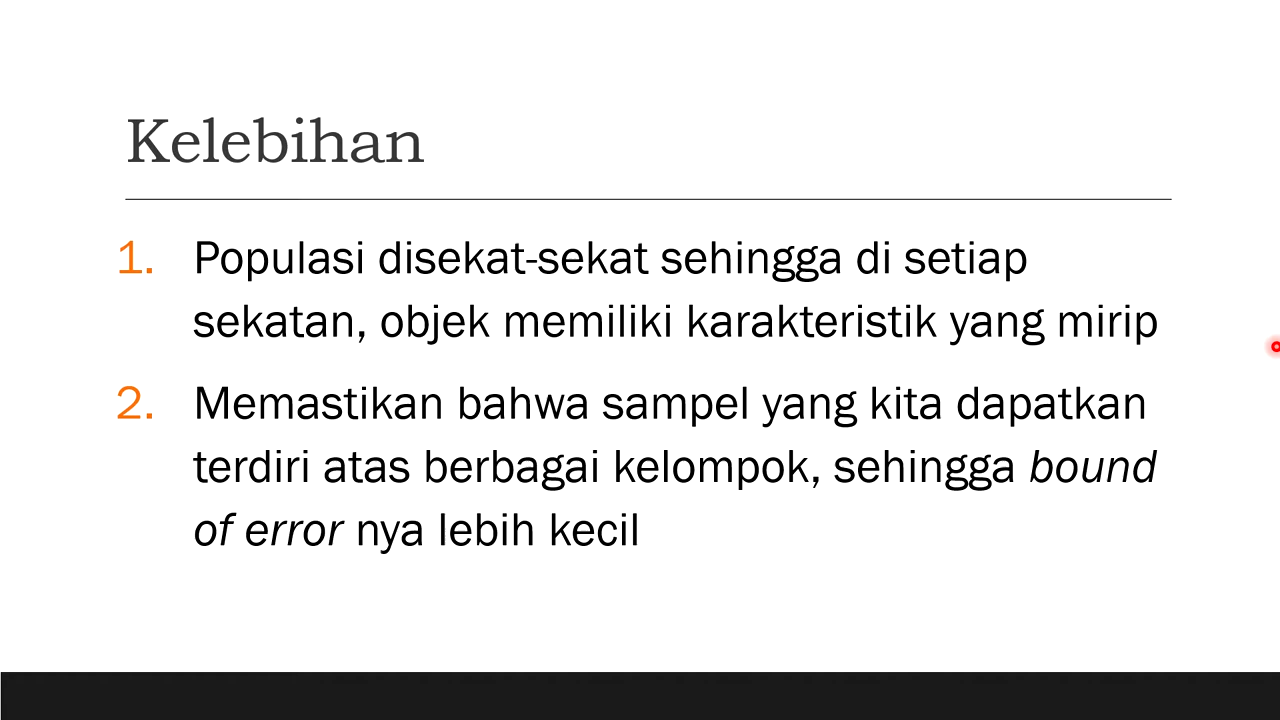 Kelebihan
1. Populasi disekat-sekat sehingga di setiap
sekatan, objek memiliki karakteristik yang mirip
2. Memastikan bahwa sampel yang kita dapatkan
terdiri atas berbagai kelompok, sehingga bound
of error nya lebih kecil